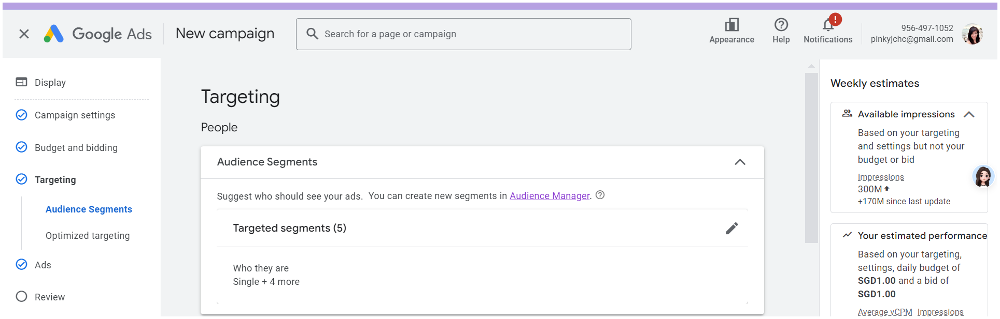 Google Ads
New campaign
Search for a page or campaign
Appearance
Help
Notifications
956-497-1052
pinkyjchc@gmail.com
Display
Campaign settings
Budget and bidding
Targeting
Audience Segments
Optimized targeting
Ads
Review
Targeting
People
Audience Segments
Suggest who should see your ads. You can create new segments in Audience Manager.
Targeted segments (5)
Who they are
Single + 4 more
Weekly estimates
Available impressions
Based on your targeting
and settings but not your
budget or bid
Impressions
300M
+170M since last update
Your estimated performance
Based on your targeting,
settings, daily budget of
SGD1.00 and a bid of
SGD1.00
Average vCPM Impressions